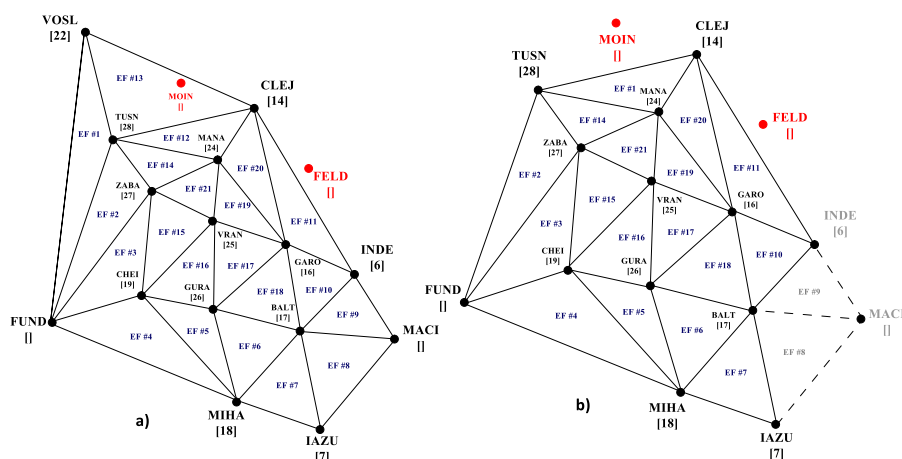 VOSL
[22]
EF #13
MOIN
[]
CLEJ
[14]
TUSN
[28]
EF #1
EF #12
MANA
[24]
EF #14
EF #20
FELD
[]
ZABA
[27]
EF #21
EF #2
EF #19
EF #11
EF #15
VRAN
[25]
EF #3
INDE
[6]
GARO
[16]
EF #16
EF #17
CHEI
[19]
GURA
[26]
EF #18
EF #10
BALT
[17]
EF #9
FUND
[]
MACI
[]
EF #4
EF #5
EF #6
EF #8
EF #7
MIHA
[18]
IAZU
[7]
a)
MOIN
[]
CLEJ
[14]
TUSN
[28]
EF #1
MANA
[24]
EF #14
EF #20
FELD
[]
ZABA
[27]
EF #21
EF #2
EF #19
EF #11
EF #15
VRAN
[25]
GARO
[16]
EF #3
INDE
[6]
EF #16
EF #17
CHEI
[19]
EF #10
GURA
[26]
EF #18
EF #9
FUND
[]
BALT
[17]
MACI
[]
EF #4
EF #5
EF #6
EF #8
EF #7
MIHA
[18]
IAZU
[7]
b)